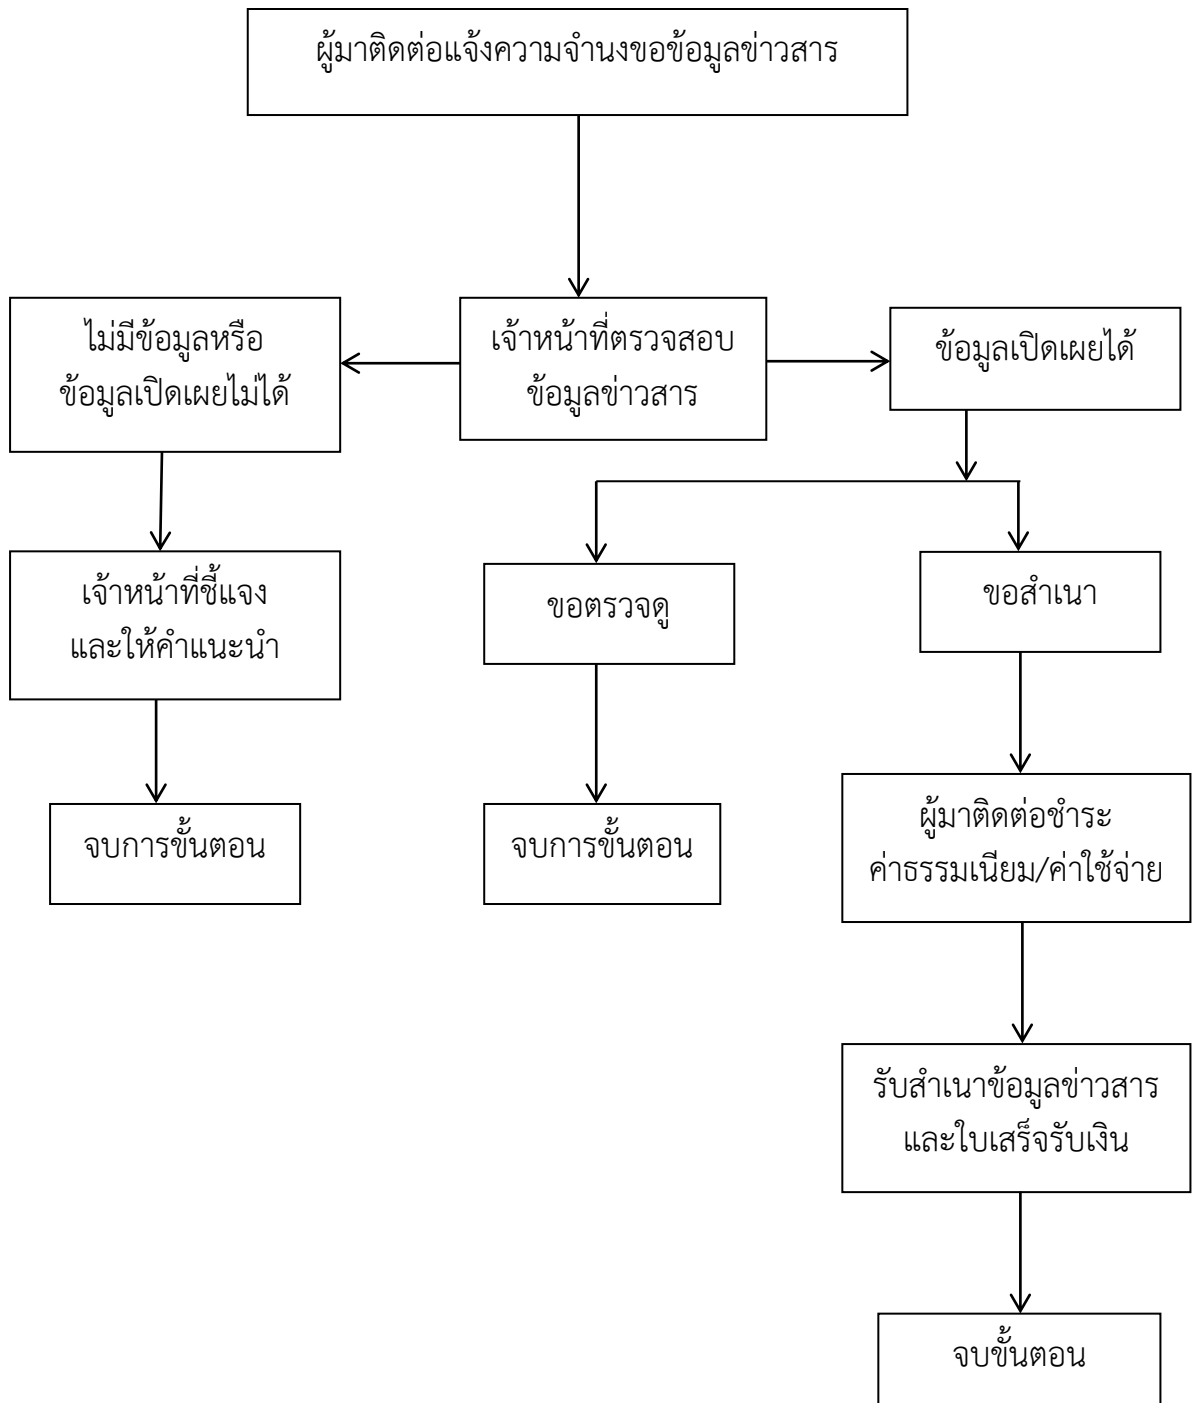 ผู้มาติดต่อแจ้งความจำนงขอข้อมูลข่าวสาร
ไม่มีข้อมูลหรือ
ข้อมูลเปิดเผยไม่ได้
เจ้าหน้าที่ตรวจสอบ
ข้อมูลข่าวสาร
ข้อมูลเปิดเผยได้
เจ้าหน้าที่ชี้แจง
และให้คำแนะนำ
ขอตรวจดู
ขอสำเนา
จบการขั้นตอน
จบการขั้นตอน
ผู้มาติดต่อชำระ
ค่าธรรมเนียม/ค่าใช้จ่าย
รับสำเนาข้อมูลข่าวสาร
และใบเสร็จรับเงิน
จบขั้นตอน